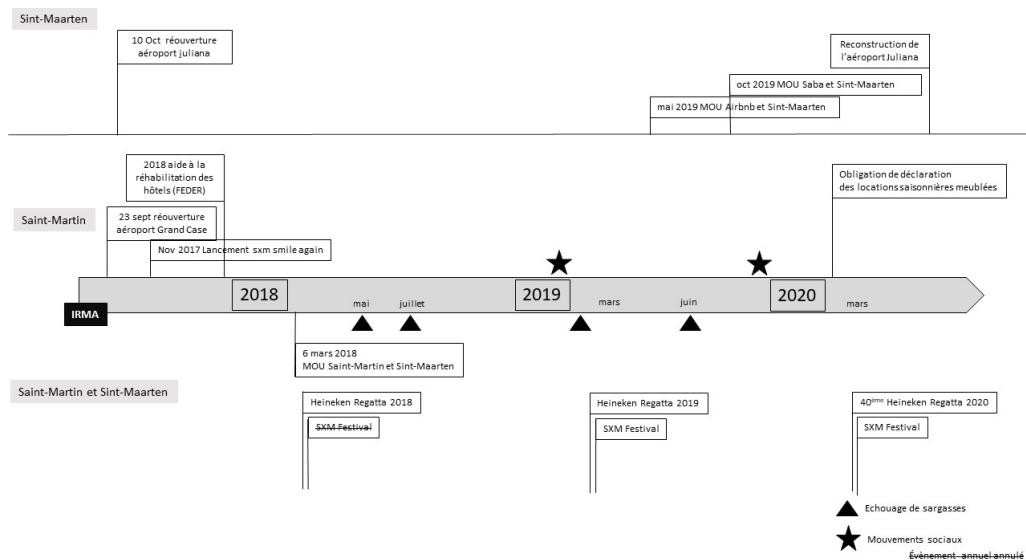 Sint-Maarten
10 Oct réouverture
aéroport juliana
Reconstruction de
l'aéroport Juliana
oct 2019 MOU Saba et Sint-Maarten
mai 2019 MOU Airbnb et Sint-Maarten
2018 aide à la
réhabilitation des
hôtels (FEDER)
Obligation de déclaration
des locations saisonnières meublées
Saint-Martin
23 sept réouverture
aéroport Grand Case
Nov 2017 Lancement sxm smile again
2018
2019
2020
mai
juillet
mars
juin
mars
IRMA
6 mars 2018
MOU Saint-Martin et Sint-Maarten
Saint-Martin et Sint-Maarten
Heineken Regatta 2018
Heineken Regatta 2019
40ème Heineken Regatta 2020
SXM Festival
SXM Festival
SXM Festival
Echouage de sargasses
Mouvements sociaux
Évènement annuel annulé